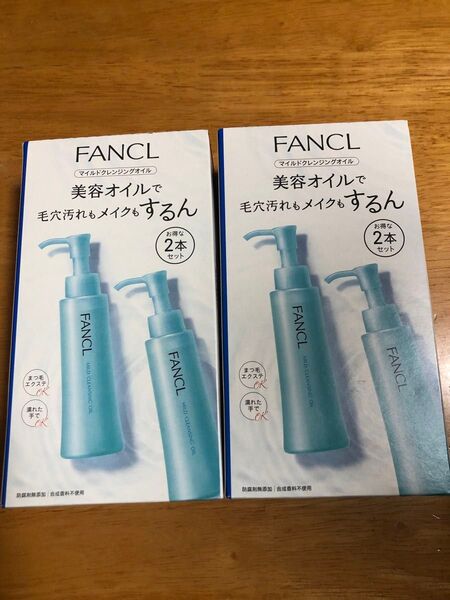 FANCL
マイルドクレンジングオイル
美容オイルで
毛穴汚れもメイクもするん
お得な
2本
セット
FANCL
MILD CLEANSING OIL
FANCL
MILD CLEANSING OIL
まつ毛
エクステ
OK
濡れた
手で
OK
防腐剤無添加 | 合成香料不使用
FANCL
マイルドクレンジングオイル
美容オイルで
毛穴汚れもメイクもするん
お得な
2本
セット
FANCL
MILD CLEANSING OIL
FANCL
まつ毛
エクステ
OK
濡れた
手で
OK
防腐剤無添加 | 合成香料不使用